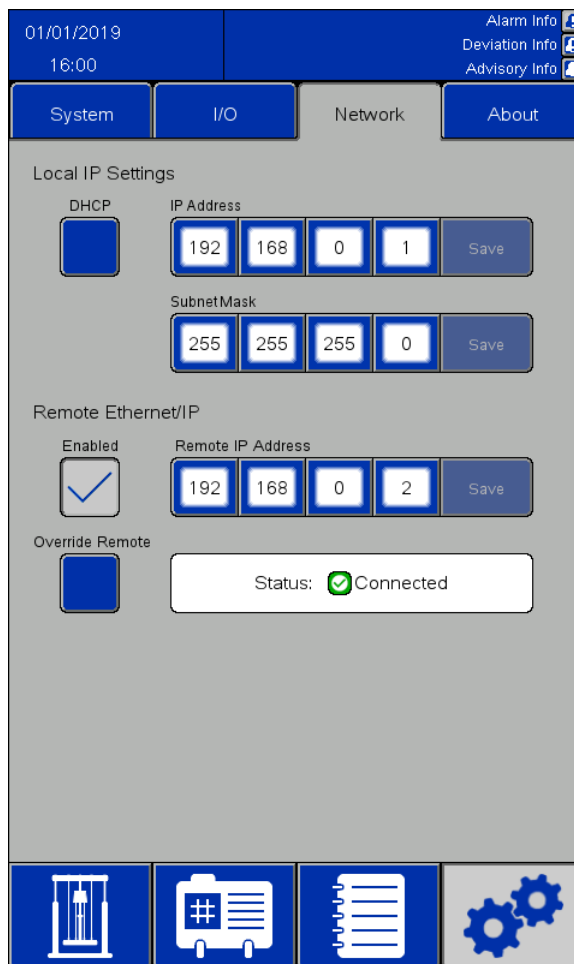 01/01/2019
16:00
Alarm Info
Deviation Info
Advisory Info
System I/O Network About
Local IP Settings
DHCP IP Address
192 168 0 1 Save
Subnet Mask
255 255 255 0 Save
Remote Ethernet/IP
Enabled Remote IP Address
192 168 0 2 Save
Override Remote
Status: Connected
#